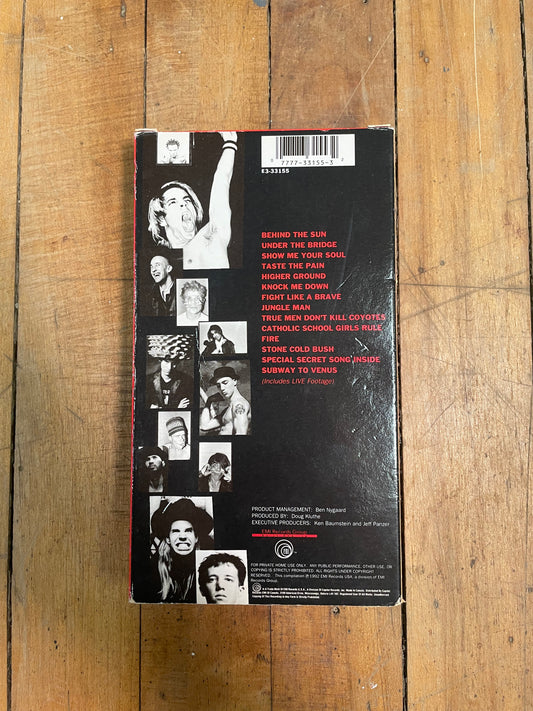 0 7777-33155-3 2
E3-33155
BEHIND THE SUN
UNDER THE BRIDGE
SHOW ME YOUR SOUL
TASTE THE PAIN
HIGHER GROUND
KNOCK ME DOWN
FIGHT LIKE A BRAVE
JUNGLE MAN
TRUE MEN DON'T KILL COYOTES
CATHOLIC SCHOOL GIRLS RULE
FIRE
STONE COLD BUSH
SPECIAL SECRET SONG INSIDE
SUBWAY TO VENUS
(Includes LIVE Footage)
PRODUCT MANAGEMENT: Ben Nygaard
PRODUCED BY: Doug Kluthe
EXECUTIVE PRODUCERS: Ken Baumstein and Jeff Panzer
EMI Records Group
EMI
FOR PRIVATE HOME USE ONLY. ANY PUBLIC PERFORMANCE, OTHER USE, OR
COPYING IS STRICTLY PROHIBITED. ALL RIGHTS UNDER COPYRIGHT
RESERVED. This compilation ℗ 1992 EMI Records USA, a division of EMI
Records Group.